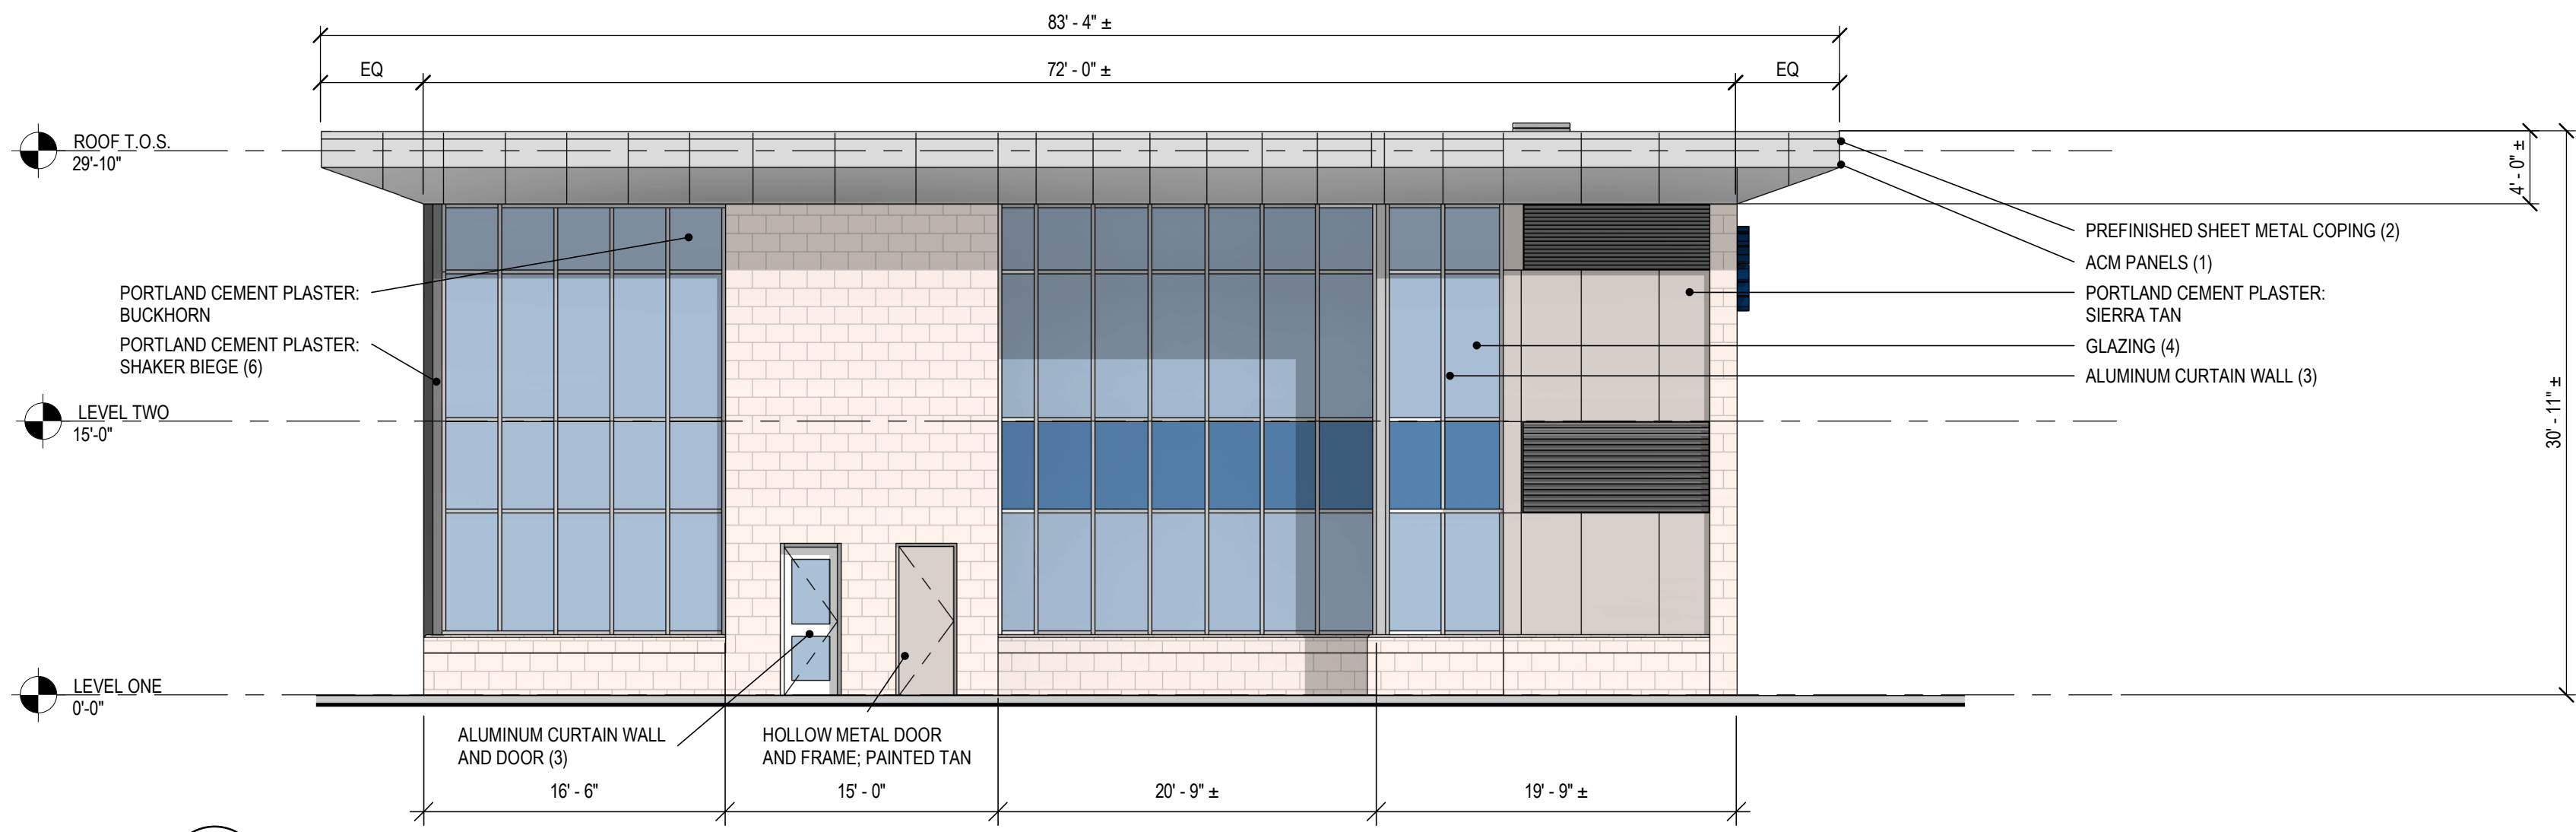 83' - 4" ±
EQ
72' - 0" ±
EQ
ROOF T.O.S.
29'-10"
4' - 0" ±
PREFINISHED SHEET METAL COPING (2)
ACM PANELS (1)
PORTLAND CEMENT PLASTER:
BUCKHORN
PORTLAND CEMENT PLASTER:
SIERRA TAN
PORTLAND CEMENT PLASTER:
SHAKER BIEGE (6)
GLAZING (4)
ALUMINUM CURTAIN WALL (3)
LEVEL TWO
15'-0"
30' - 11" ±
LEVEL ONE
0'-0"
ALUMINUM CURTAIN WALL
AND DOOR (3)
HOLLOW METAL DOOR
AND FRAME; PAINTED TAN
16' - 6"
15' - 0"
20' - 9" ±
19' - 9" ±